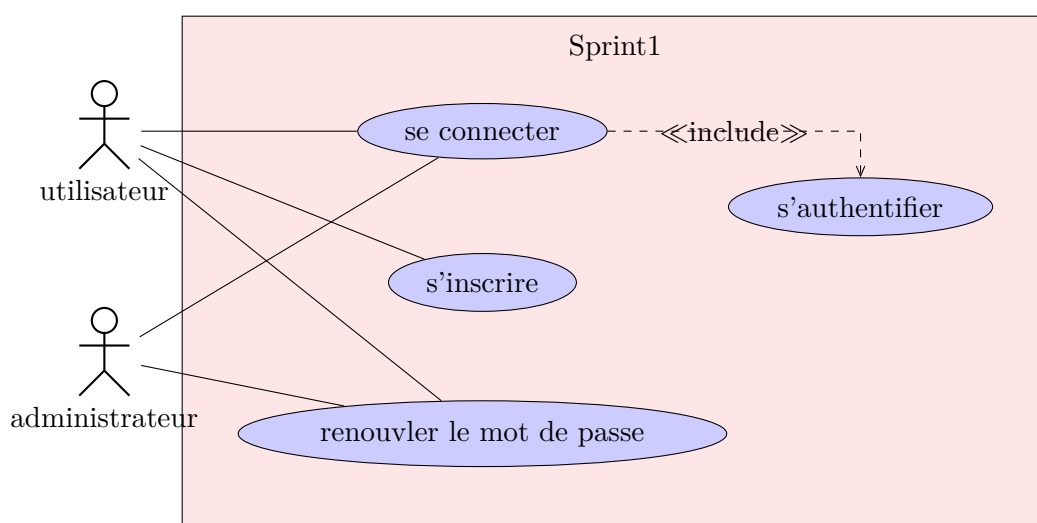 Sprint1
se connecter
≪include≫
utilisateur
s'authentifier
s'inscrire
administrateur
renouvler le mot de passe